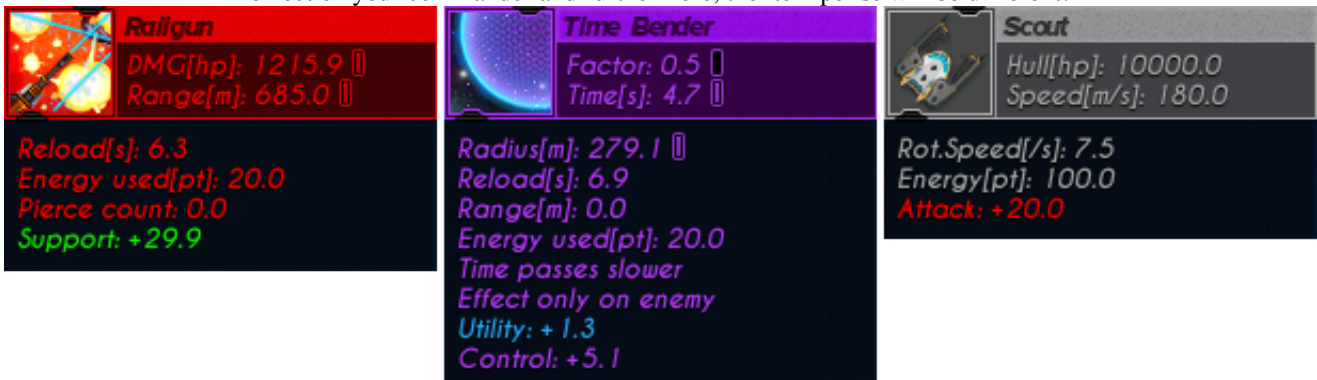 Railgun
DMG[hp]: 1215.9
Range[m]: 685.0
Reload[s]: 6.3
Energy used[pt]: 20.0
Pierce count: 0.0
Support: +29.9
Time Bender
Factor: 0.5
Time[s]: 4.7
Radius[m]: 279.1
Reload[s]: 6.9
Range[m]: 0.0
Energy used[pt]: 20.0
Time passes slower
Effect only on enemy
Utility: + 1.3
Control: +5.1
Scout
Hull[hp]: 10000.0
Speed[m/s]: 180.0
Rot.Speed[/s]: 7.5
Energy[pt]: 100.0
Attack: +20.0